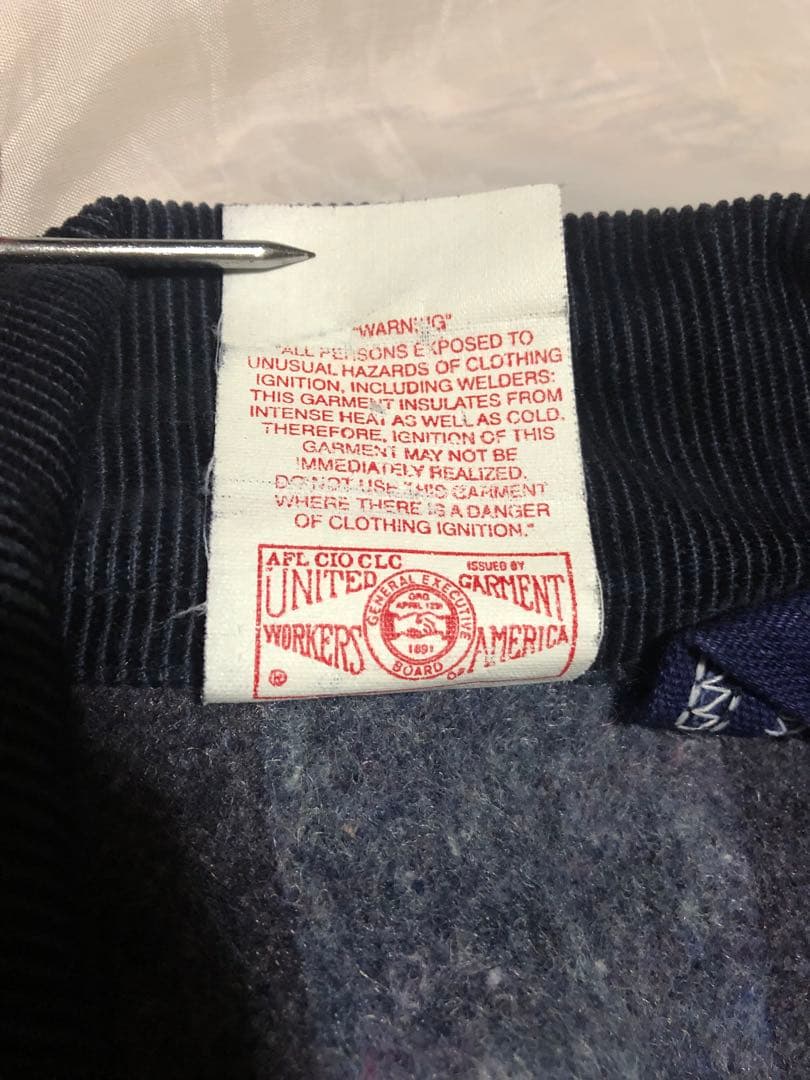 "WARNING"
"ALL PERSONS EXPOSED TO
UNUSUAL HAZARDS OF CLOTHING
IGNITION, INCLUDING WELDERS:
THIS GARMENT INSULATES FROM
INTENSE HEAT AS WELL AS COLD.
THEREFORE, IGNITION OF THIS
GARMENT MAY NOT BE
IMMEDIATELY REALIZED.
DO NOT USE THIS GARMENT
WHERE THERE IS A DANGER
OF CLOTHING IGNITION."
AFL CIO CLC
ISSUED BY
UNITED GARMENT
WORKERS OF AMERICA
GENERAL EXECUTIVE
BOARD
ORG
APRIL 12TH
1891
®